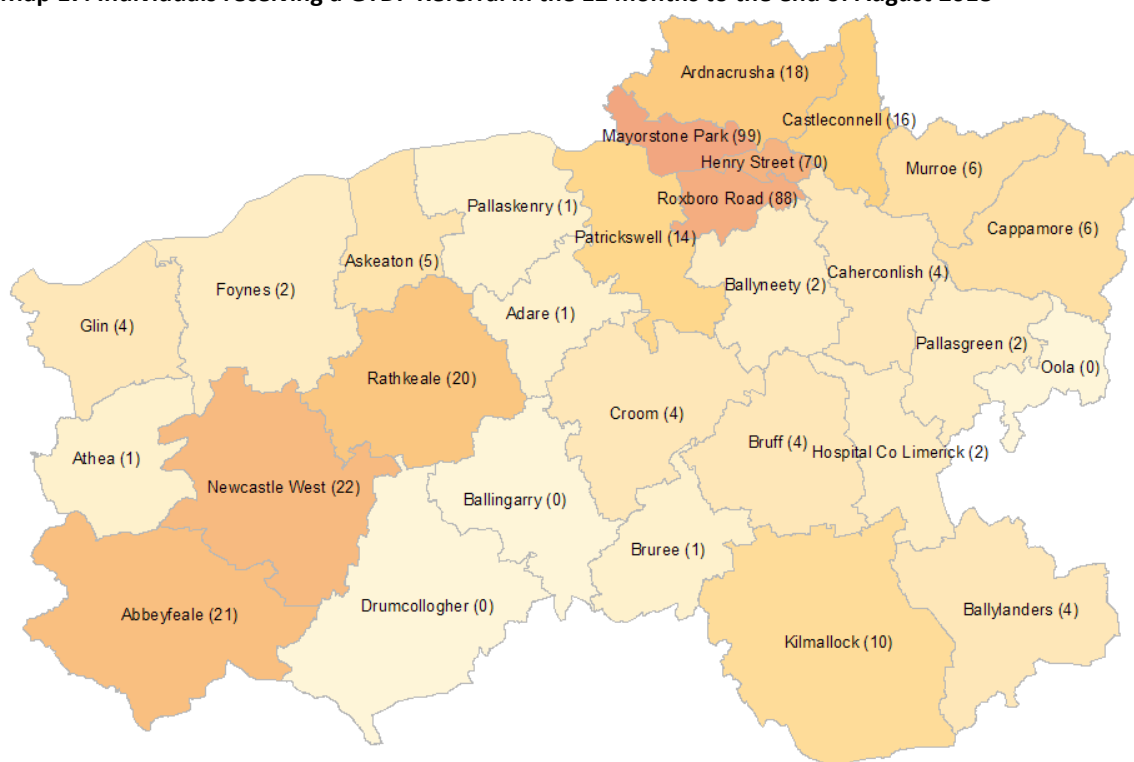 Ardnacrusha (18)
Castleconnell (16)
Mayorstone Park (99)
Henry Street (70)
Murroe (6)
Roxboro Road (88)
Pallaskenry (1)
Cappamore (6)
Patrickswell (14)
Askeaton (5)
Caherconlish (4)
Ballyneety (2)
Foynes (2)
Adare (1)
Glin (4)
Pallasgreen (2)
Oola (0)
Rathkeale (20)
Croom (4)
Bruff (4)
Hospital Co Limerick (2)
Athea (1)
Newcastle West (22)
Ballingarry (0)
Bruree (1)
Drumcollogher (0)
Abbeyfeale (21)
Ballylanders (4)
Kilmallock (10)